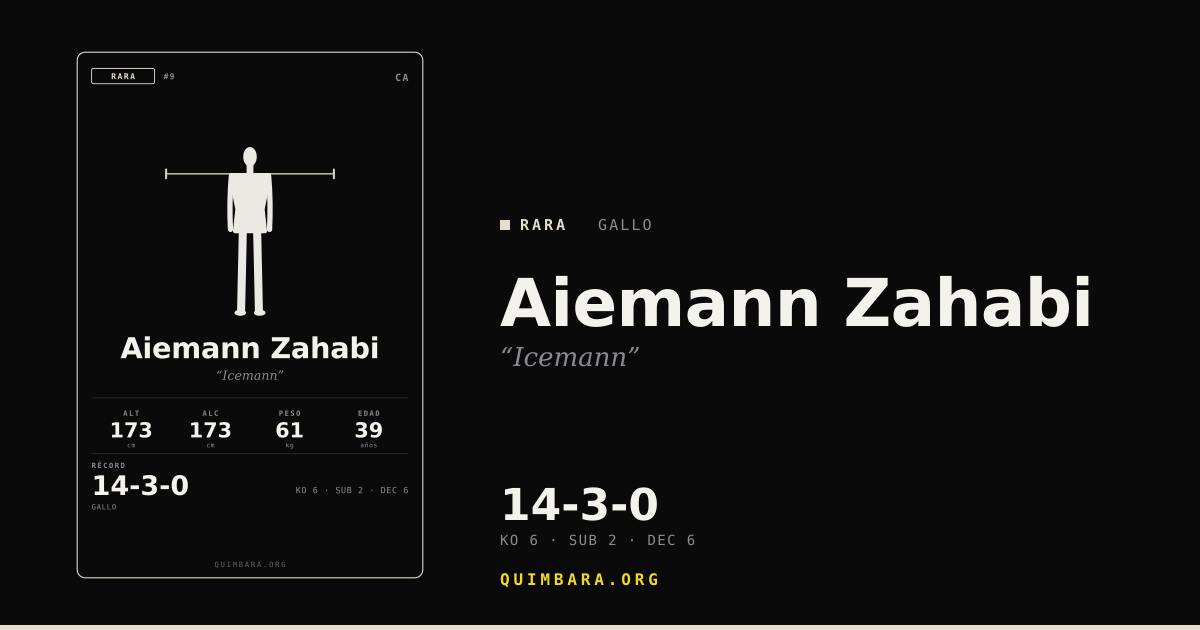 RARA #9 CA
Aiemann Zahabi
“Icemann”
ALT ALC PESO EDAD
173 173 61 39
cm cm kg años
RÉCORD
14-3-0 KO 6 · SUB 2 · DEC 6
GALLO
QUIMBARA.ORG
RARA GALLO
Aiemann Zahabi
“Icemann”
14-3-0
KO 6 · SUB 2 · DEC 6
QUIMBARA.ORG